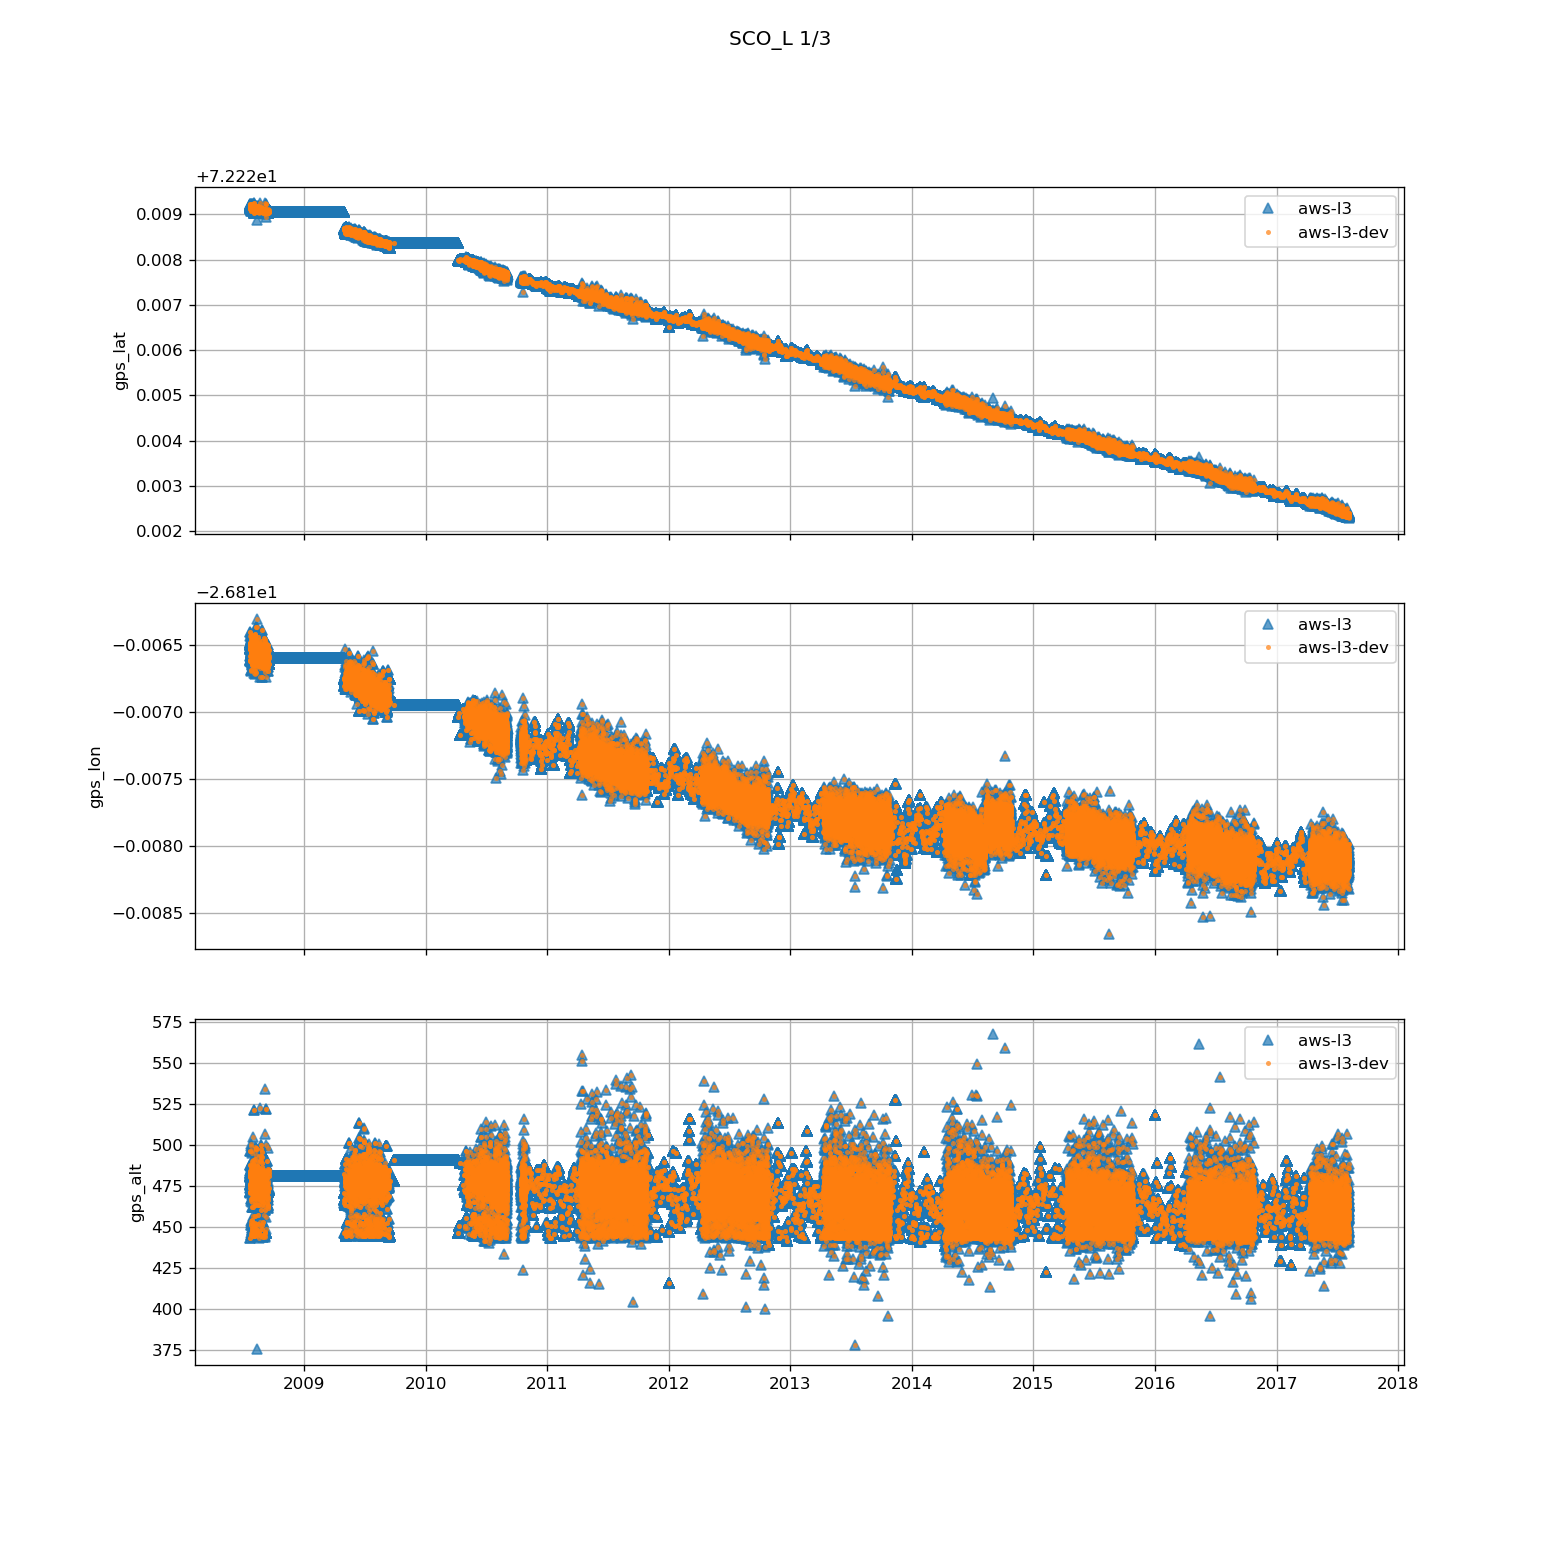 SCO_L 1/3
+7.222e1
0.009
0.008
0.007
0.006
0.005
0.004
0.003
0.002
gps_lat
aws-l3
aws-l3-dev
−2.681e1
−0.0065
−0.0070
−0.0075
−0.0080
−0.0085
gps_lon
aws-l3
aws-l3-dev
575
550
525
500
475
450
425
400
375
gps_alt
aws-l3
aws-l3-dev
2009 2010 2011 2012 2013 2014 2015 2016 2017 2018